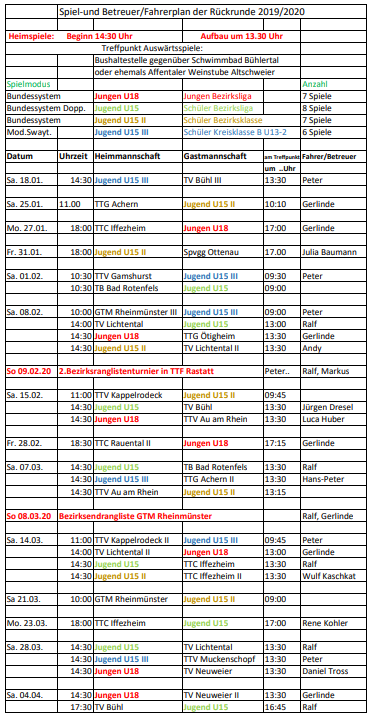 Spiel-und Betreuer/Fahrerplan der Rückrunde 2019/2020
Heimspiele: Beginn 14:30 Uhr Aufbau um 13.30 Uhr
Treffpunkt Auswärtsspiele:
Bushaltestelle gegenüber Schwimmbad Bühlertal
oder ehemals Affentaler Weinstube Altschweier
Spielmodus Anzahl
Bundessystem Jungen U18 Jungen Bezirksliga 7 Spiele
Bundessystem Dopp. Jugend U15 Schüler Bezirksliga 8 Spiele
Bundessystem Jugend U15 II Schüler Bezirksklasse 7 Spiele
Mod.Swayt. Jugend U15 III Schüler Kreisklasse B U13-2 6 Spiele
Datum Uhrzeit Heimmannschaft Gastmannschaft am Treffpunkt Fahrer/Betreuer
um ..Uhr
Sa. 18.01. 14:30 Jugend U15 III TV Bühl III 13:30 Peter
Sa. 25.01. 11.00 TTG Achern Jugend U15 II 10:10 Gerlinde
Mo. 27.01. 18:00 TTC Iffezheim Jungen U18 17:00 Gerlinde
Fr. 31.01. 18:00 Jugend U15 II Spvgg Ottenau 17.00 Julia Baumann
Sa. 01.02. 10:30 TTV Gamshurst Jugend U15 III 09:30 Peter
10:30 TB Bad Rotenfels Jugend U15 09:00
Sa. 08.02. 10:00 GTM Rheinmünster III Jugend U15 III 09:00 Peter
14:00 TV Lichtental Jugend U15 13:00 Ralf
14:30 Jungen U18 TTG Ötigheim 13:30 Gerlinde
14:30 Jugend U15 II TV Lichtental II 13:30 Andy
So 09.02.20 2.Bezirksranglistenturnier in TTF Rastatt Peter.. Ralf, Markus
Sa. 15.02. 11:00 TTV Kappelrodeck Jugend U15 II 09:45
14:30 Jugend U15 TV Bühl 13:30 Jürgen Dresel
14:30 Jungen U18 TTV Au am Rhein 13:30 Luca Huber
Fr. 28.02. 18:30 TTC Rauental II Jungen U18 17:15 Gerlinde
Sa. 07.03. 14:30 Jugend U15 TB Bad Rotenfels 13:30 Ralf
14:30 Jugend U15 III TTG Achern II 13:30 Hans-Peter
14:30 TTV Au am Rhein Jugend U15 II 13:15
So 08.03.20 Bezirksendrangliste GTM Rheinmünster Ralf, Gerlinde
Sa. 14.03. 11:00 TTV Kappelrodeck II Jugend U15 III 09:45 Peter
14:00 TV Lichtental II Jungen U18 13:00 Gerlinde
14:30 Jugend U15 TTC Iffezheim 13:30 Ralf
14:30 Jugend U15 II TTC Iffezheim II 13:30 Wulf Kaschkat
Sa 21.03. 10:00 GTM Rheinmünster Jugend U15 II 09:00
Mo. 23.03. 18:00 TTC Iffezheim Jugend U15 17:00 Rene Kohler
Sa. 28.03 14:30 Jugend U15 TV Lichtental 13:30 Ralf
14:30 Jugend U15 III TTV Muckenschopf 13:30 Peter
14:30 Jungen U18 TV Neuweier 13:30 Daniel Tross
Sa. 04.04. 14:30 Jungen U18 TV Neuweier II 13:30 Gerlinde
17:30 TV Bühl Jugend U15 16:45 Ralf